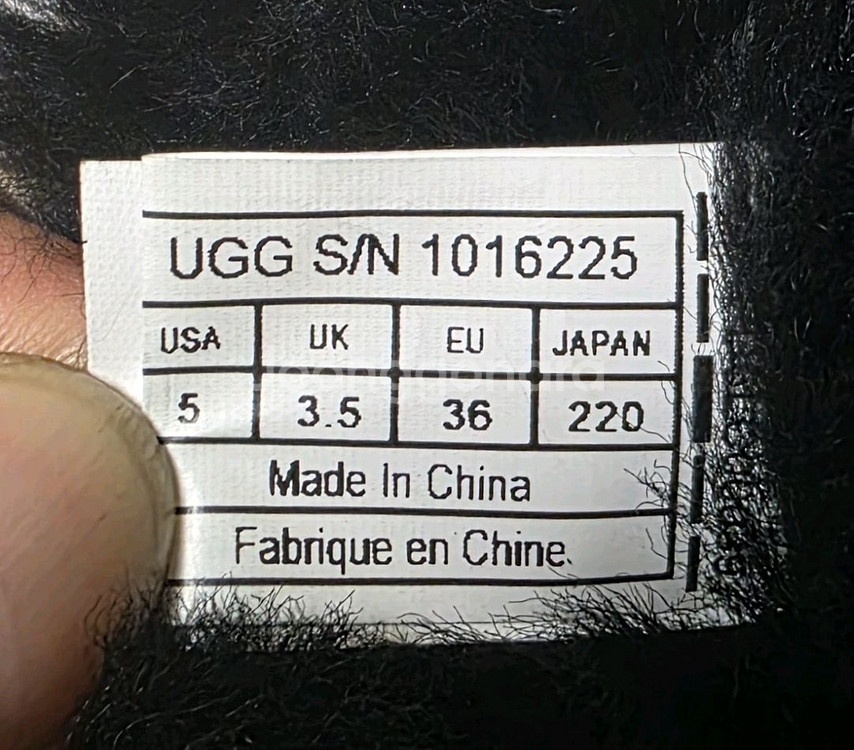 UGG S/N 1016225
USA UK EU JAPAN
5 3.5 36 220
Made In China
Fabrique en Chine.